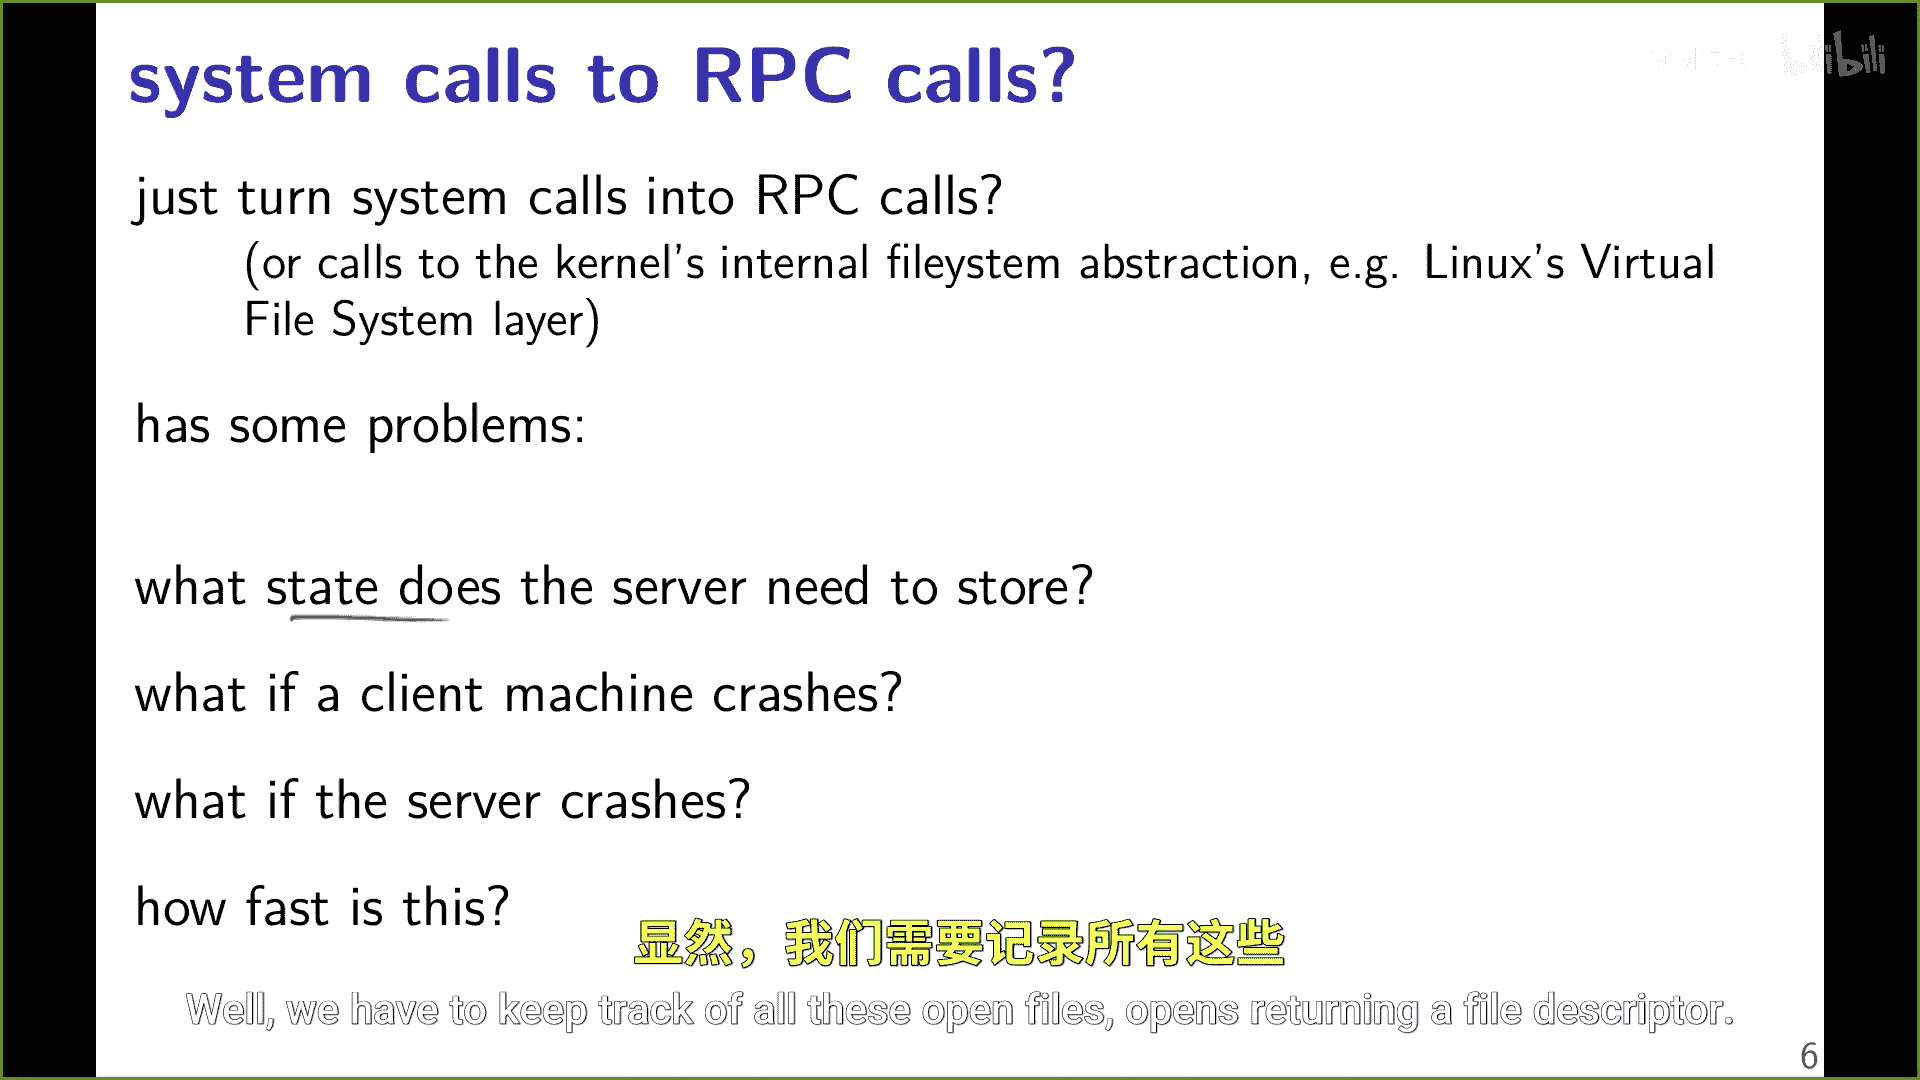 system calls to RPC calls?
bilibili
just turn system calls into RPC calls?
(or calls to the kernel's internal fileystem abstraction, e.g. Linux's Virtual
File System layer)
has some problems:
what state does the server need to store?
what if a client machine crashes?
what if the server crashes?
how fast is this?
显然，我们需要记录所有这些
Well, we have to keep track of all these open files, opens returning a file descriptor.
6